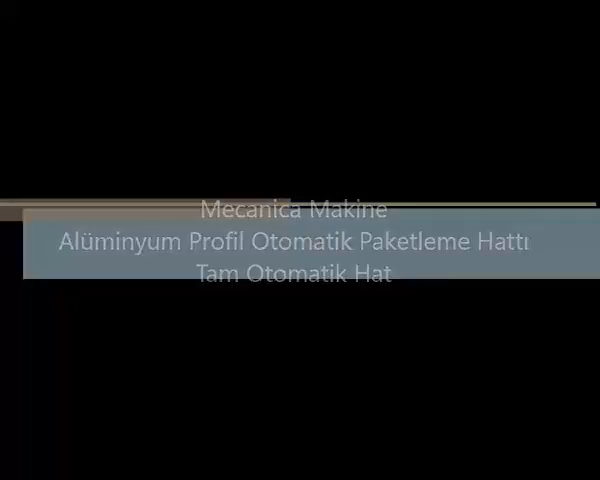 Mecanica Makine
Alüminyum Profil Otomatik Paketleme Hattı
Tam Otomatik Hat